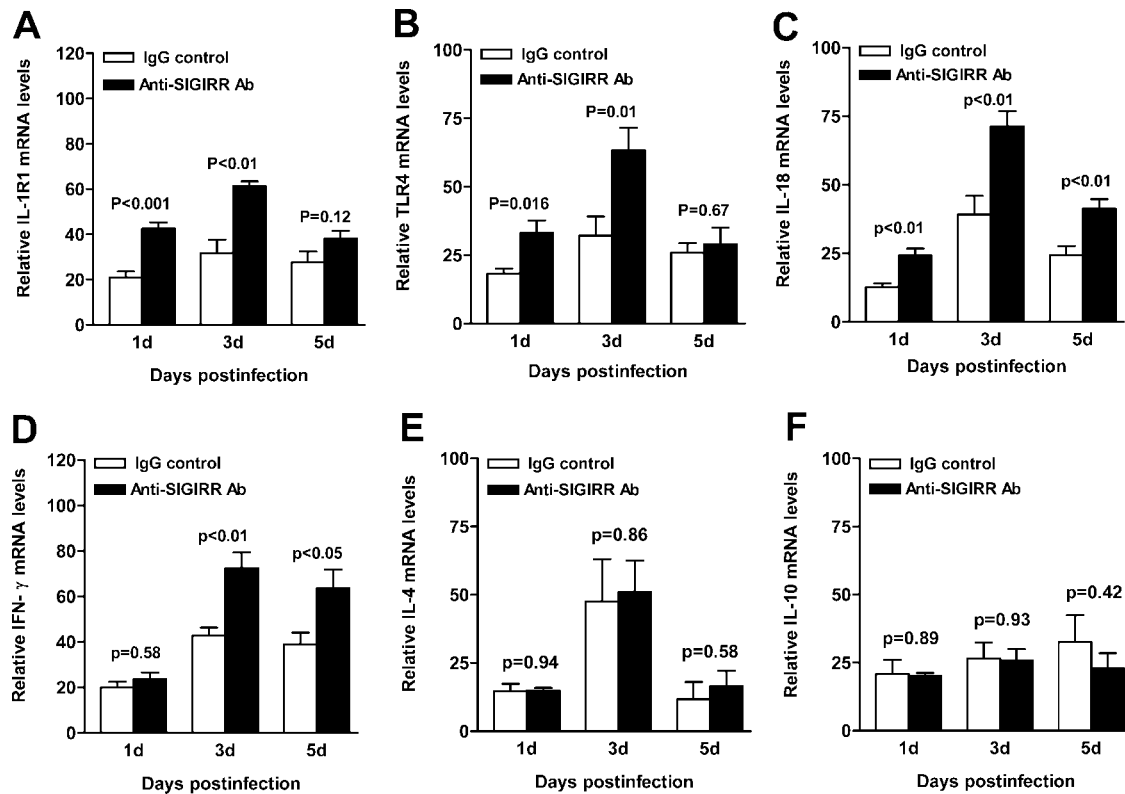 A
IgG control
Anti-SIGIRR Ab
Relative IL-1R1 mRNA levels
120
100
80
60
40
20
0
P<0.001
P<0.01
P=0.12
1d
3d
5d
Days postinfection
B
IgG control
Anti-SIGIRR Ab
Relative TLR4 mRNA levels
100
75
50
25
0
P=0.016
P=0.01
P=0.67
1d
3d
5d
Days postinfection
C
IgG control
Anti-SIGIRR Ab
Relative IL-18 mRNA levels
100
75
50
25
0
p<0.01
p<0.01
p<0.01
1d
3d
5d
Days postinfection
D
IgG control
Anti-SIGIRR Ab
Relative IFN- γ mRNA levels
120
100
80
60
40
20
0
p=0.58
p<0.01
p<0.05
1d
3d
5d
Days postinfection
E
IgG control
Anti-SIGIRR Ab
Relative IL-4 mRNA levels
100
75
50
25
0
p=0.94
p=0.86
p=0.58
1d
3d
5d
Days postinfection
F
IgG control
Anti-SIGIRR Ab
Relative IL-10 mRNA levels
100
75
50
25
0
p=0.89
p=0.93
p=0.42
1d
3d
5d
Days postinfection